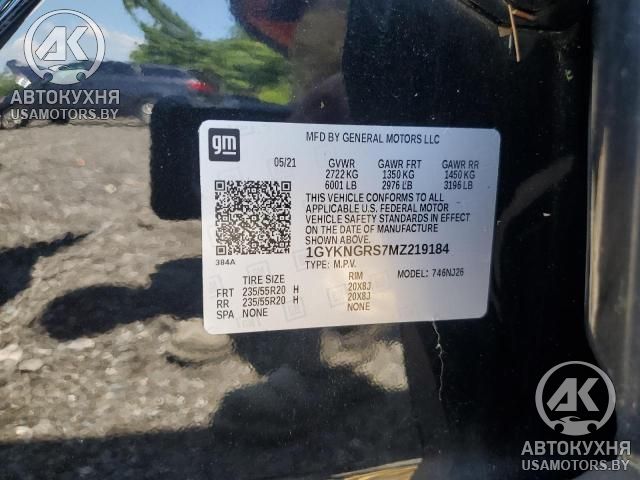 AK
АВТОКУХНЯ
USAMOTORS.BY
gm
MFD BY GENERAL MOTORS LLC
05/21 GVWR GAWR FRT GAWR RR
2722 KG 1350 KG 1450 KG
6001 LB 2976 LB 3196 LB
THIS VEHICLE CONFORMS TO ALL
APPLICABLE U.S. FEDERAL MOTOR
VEHICLE SAFETY STANDARDS IN EFFECT
ON THE DATE OF MANUFACTURE
SHOWN ABOVE.
1GYKNGRS7MZ219184
384A
TYPE: M.P.V. MODEL: 746NJ26
TIRE SIZE RIM
FRT 235/55R20 H 20X8J
RR 235/55R20 H 20X8J
SPA NONE NONE
AK
АВТОКУХНЯ
USAMOTORS.BY